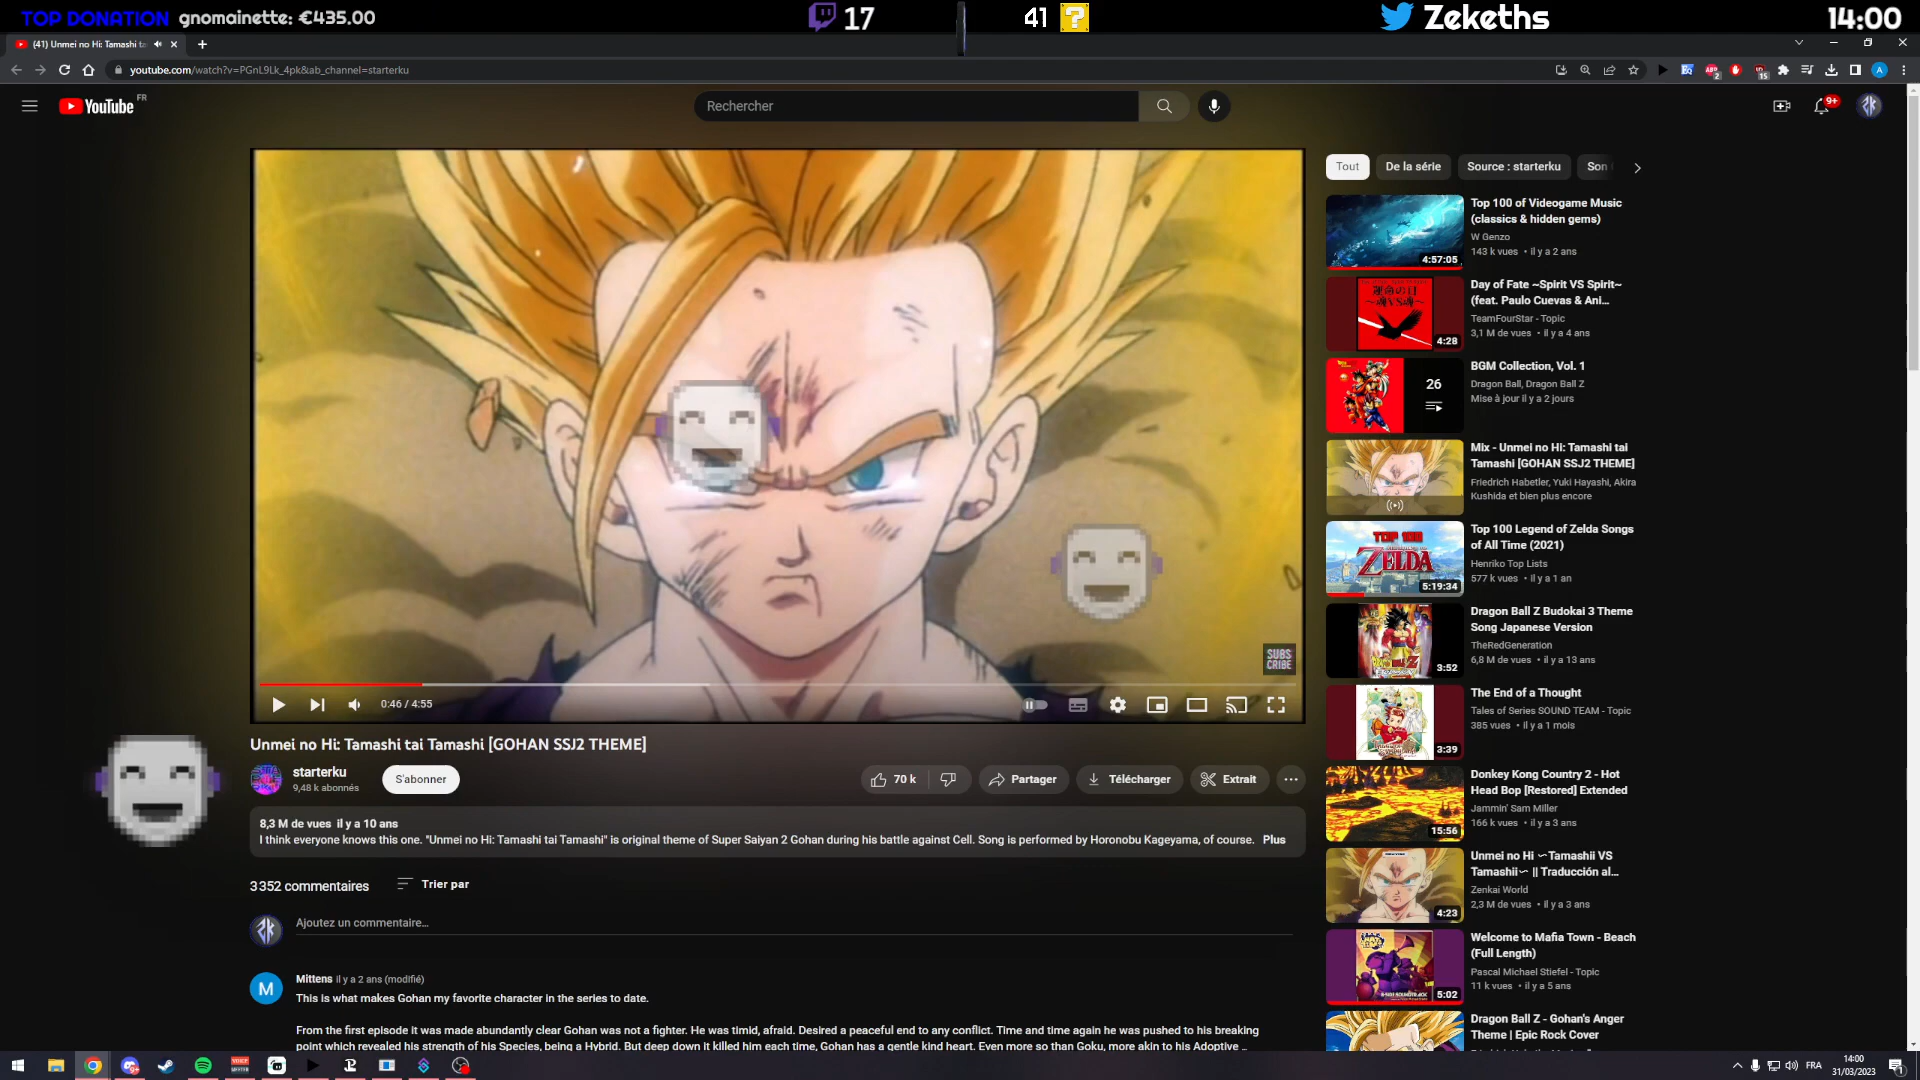 TOP DONATION gnomainette: €435.00
17
41
Zekeths
14:00
(41) Unmei no Hi: Tamashi ta
youtube.com/watch?v=PGnL9Lk_4pk&ab_channel=starterku
YouTube FR
Rechercher
9+
SUBSCRIBE
0:46 / 4:55
Unmei no Hi: Tamashi tai Tamashi [GOHAN SSJ2 THEME]
starterku
9,48 k abonnés
S'abonner
70 k
Partager
Télécharger
Extrait
8,3 M de vues il y a 10 ans
I think everyone knows this one. "Unmei no Hi: Tamashi tai Tamashi" is original theme of Super Saiyan 2 Gohan during his battle against Cell. Song is performed by Horonobu Kageyama, of course. Plus
3 352 commentaires
Trier par
Ajoutez un commentaire...
M
Mittens il y a 2 ans (modifié)
This is what makes Gohan my favorite character in the series to date.
From the first episode it was made abundantly clear Gohan was not a fighter. He was timid, afraid. Desired a peaceful end to any conflict. Time and time again he was pushed to his breaking
point which revealed his strength of his Species, being a Hybrid. But deep down it killed him each time, Gohan has a gentle kind heart. Even more so than Goku, more akin to his Adoptive ..
Tout
De la série
Source : starterku
Son
Top 100 of Videogame Music
(classics & hidden gems)
W Genzo
143 k vues • il y a 2 ans
4:57:05
Day of Fate ~Spirit VS Spirit~
(feat. Paulo Cuevas & Ani...
TeamFourStar - Topic
3,1 M de vues • il y a 4 ans
運命の日
〜魂VS魂〜
4:28
BGM Collection, Vol. 1
Dragon Ball, Dragon Ball Z
Mise à jour il y a 2 jours
26
Mix - Unmei no Hi: Tamashi tai
Tamashi [GOHAN SSJ2 THEME]
Friedrich Habetler, Yuki Hayashi, Akira
Kushida et bien plus encore
Top 100 Legend of Zelda Songs
of All Time (2021)
Henriko Top Lists
577 k vues • il y a 1 an
TOP 100
ZELDA
5:19:34
Dragon Ball Z Budokai 3 Theme
Song Japanese Version
TheRedGeneration
6,8 M de vues • il y a 13 ans
3:52
The End of a Thought
Tales of Series SOUND TEAM - Topic
385 vues • il y a 1 mois
3:39
Donkey Kong Country 2 - Hot
Head Bop [Restored] Extended
Jammin' Sam Miller
166 k vues • il y a 3 ans
15:56
Unmei no Hi ∽Tamashii VS
Tamashii∽ || Traducción al...
Zenkai World
2,3 M de vues • il y a 3 ans
4:23
Welcome to Mafia Town - Beach
(Full Length)
Pascal Michael Stiefel - Topic
11 k vues • il y a 5 ans
5:02
Dragon Ball Z - Gohan's Anger
Theme | Epic Rock Cover
FRA
14:00
31/03/2023